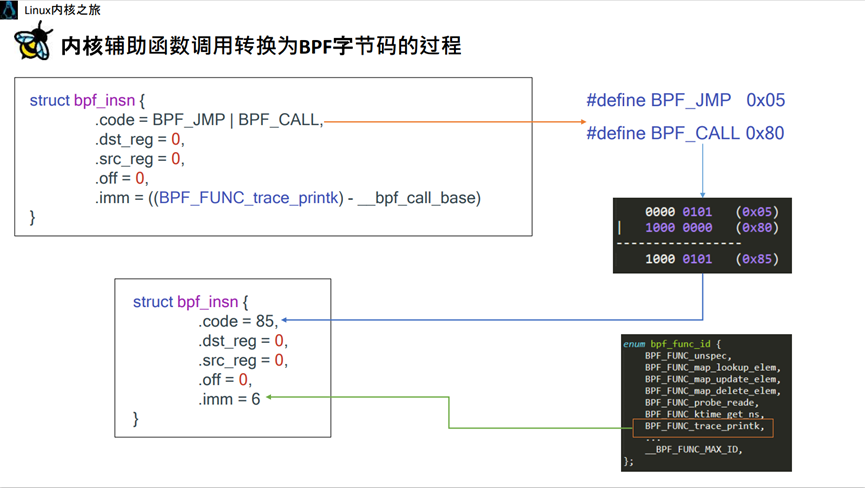 Linux内核之旅
内核辅助函数调用转换为BPF字节码的过程
struct bpf_insn {
.code = BPF_JMP | BPF_CALL,
.dst_reg = 0,
.src_reg = 0,
.off = 0,
.imm = ((BPF_FUNC_trace_printk) - __bpf_call_base)
}
#define BPF_JMP 0x05
#define BPF_CALL 0x80
0000 0101 (0x05)
| 1000 0000 (0x80)
------------------
1000 0101 (0x85)
struct bpf_insn {
.code = 85,
.dst_reg = 0,
.src_reg = 0,
.off = 0,
.imm = 6
}
enum bpf_func_id {
BPF_FUNC_unspec,
BPF_FUNC_map_lookup_elem,
BPF_FUNC_map_update_elem,
BPF_FUNC_map_delete_elem,
BPF_FUNC_probe_reade,
BPF_FUNC_ktime_get_ns,
BPF_FUNC_trace_printk,
...
__BPF_FUNC_MAX_ID,
};